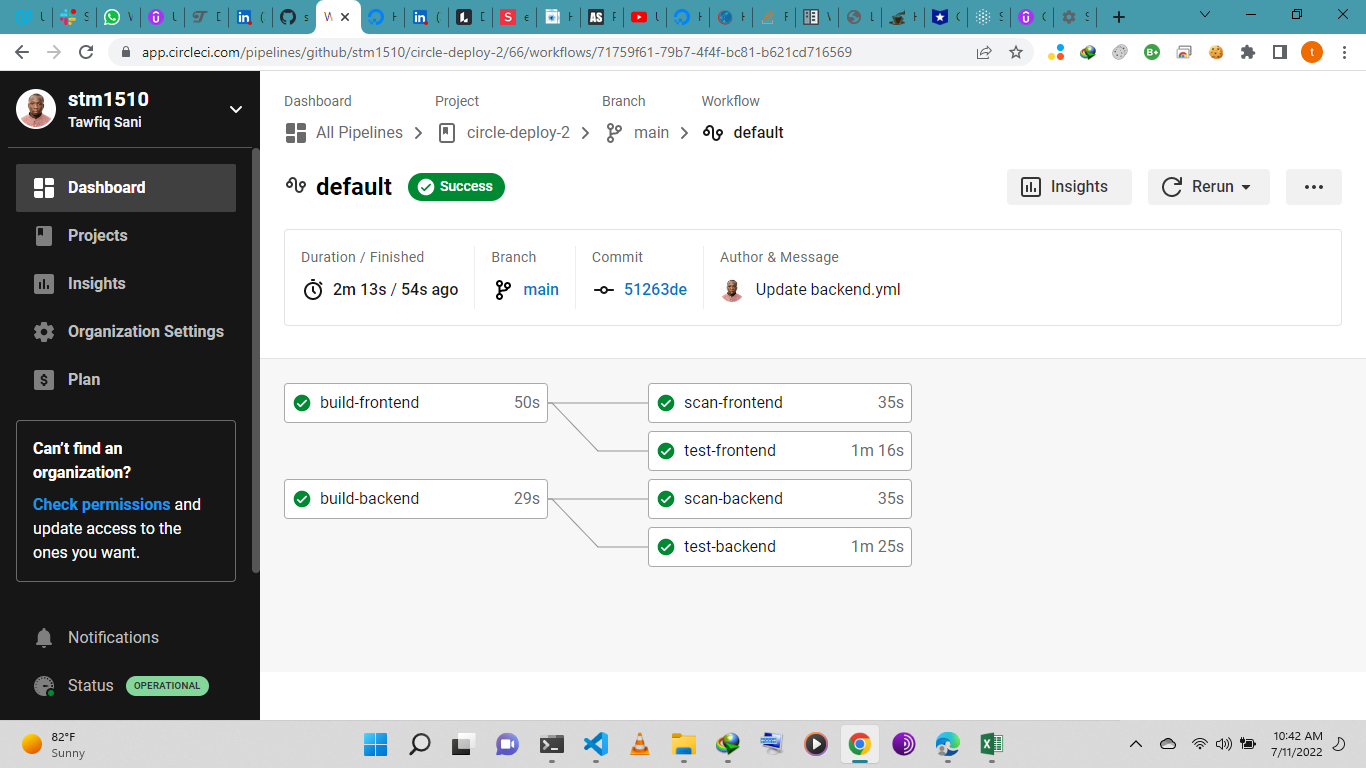 app.circleci.com/pipelines/github/stm1510/circle-deploy-2/66/workflows/71759f61-79b7-4f4f-bc81-b621cd716569
stm1510
Tawfiq Sani
Dashboard
Projects
Insights
Organization Settings
Plan
Can't find an
organization?
Check permissions and
update access to the
ones you want.
Notifications
Status OPERATIONAL
Dashboard Project Branch Workflow
All Pipelines circle-deploy-2 main default
default Success
Insights Rerun
Duration / Finished Branch Commit Author & Message
2m 13s / 54s ago main 51263de Update backend.yml
build-frontend 50s
scan-frontend 35s
test-frontend 1m 16s
build-backend 29s
scan-backend 35s
test-backend 1m 25s
82°F
Sunny
10:42 AM
7/11/2022